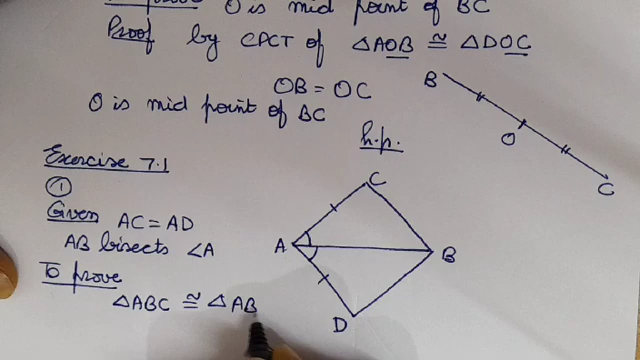 O is mid point of BC
Proof by CPCT of △AOB ≅ △DOC
OB = OC
O is mid point of BC
h.p.
B
O
C
Exercise 7.1
①
Given AC = AD
AB bisects ∠A
To prove
△ABC ≅ △AB
C
A
B
D